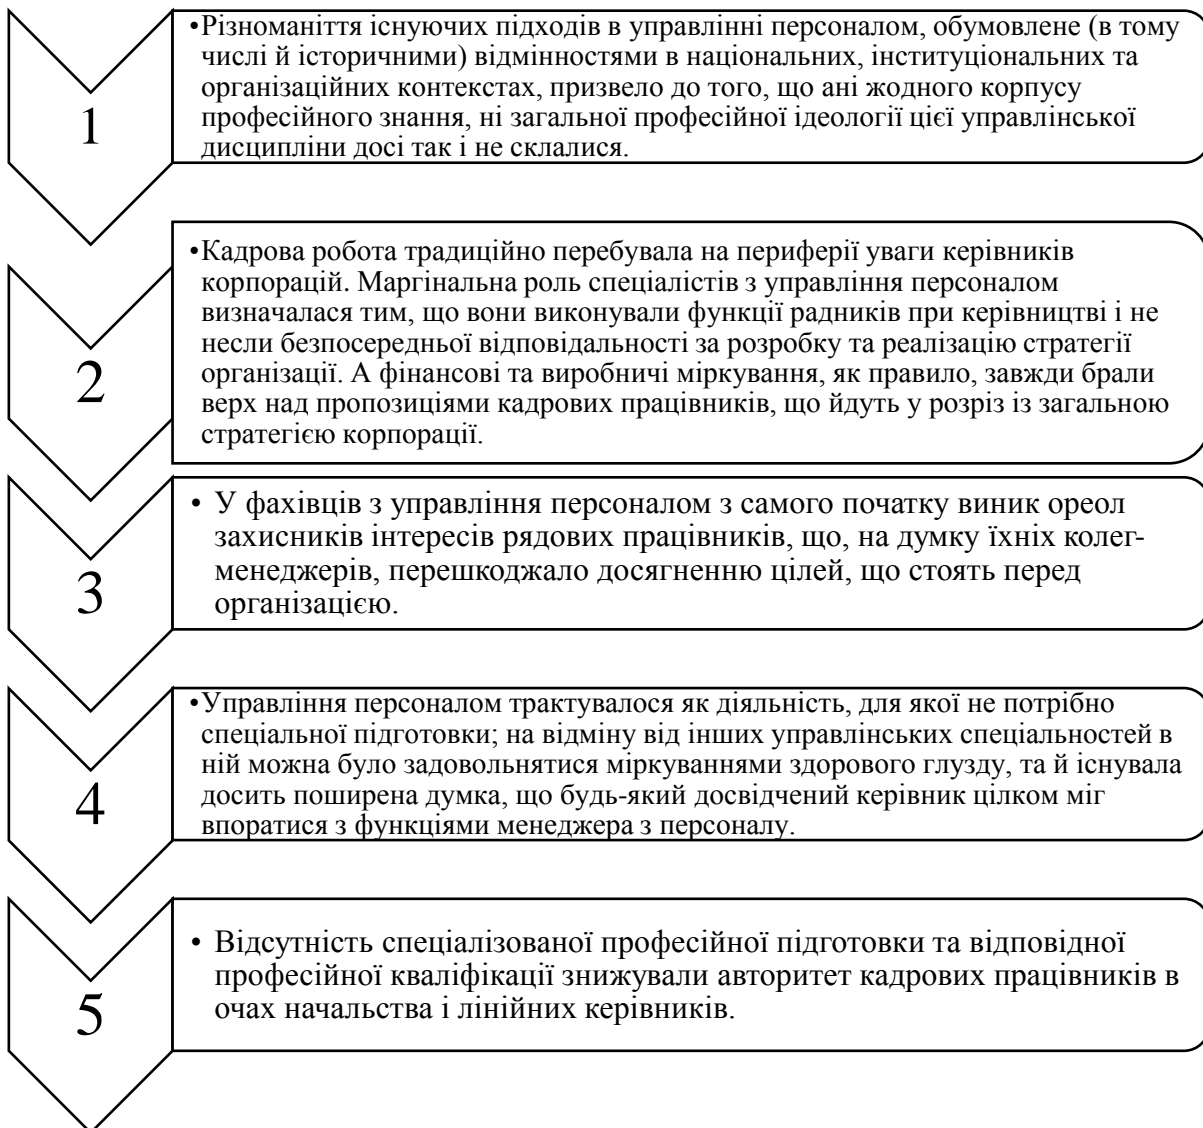 1
•Різноманіття існуючих підходів в управлінні персоналом, обумовлене (в тому
числі й історичними) відмінностями в національних, інституціональних та
організаційних контекстах, призвело до того, що ані жодного корпусу
професійного знання, ні загальної професійної ідеології цієї управлінської
дисципліни досі так і не склалися.
2
•Кадрова робота традиційно перебувала на периферії уваги керівників
корпорацій. Маргінальна роль спеціалістів з управління персоналом
визначалася тим, що вони виконували функції радників при керівництві і не
несли безпосередньої відповідальності за розробку та реалізацію стратегії
організації. А фінансові та виробничі міркування, як правило, завжди брали
верх над пропозиціями кадрових працівників, що йдуть у розріз із загальною
стратегією корпорації.
3
• У фахівців з управління персоналом з самого початку виник ореол
захисників інтересів рядових працівників, що, на думку їхніх колег-
менеджерів, перешкоджало досягненню цілей, що стоять перед
організацією.
4
•Управління персоналом трактувалося як діяльність, для якої не потрібно
спеціальної підготовки; на відміну від інших управлінських спеціальностей в
ній можна було задовольнятися міркуваннями здорового глузду, та й існувала
досить поширена думка, що будь-який досвідчений керівник цілком міг
впоратися з функціями менеджера з персоналу.
5
• Відсутність спеціалізованої професійної підготовки та відповідної
професійної кваліфікації знижували авторитет кадрових працівників в
очах начальства і лінійних керівників.